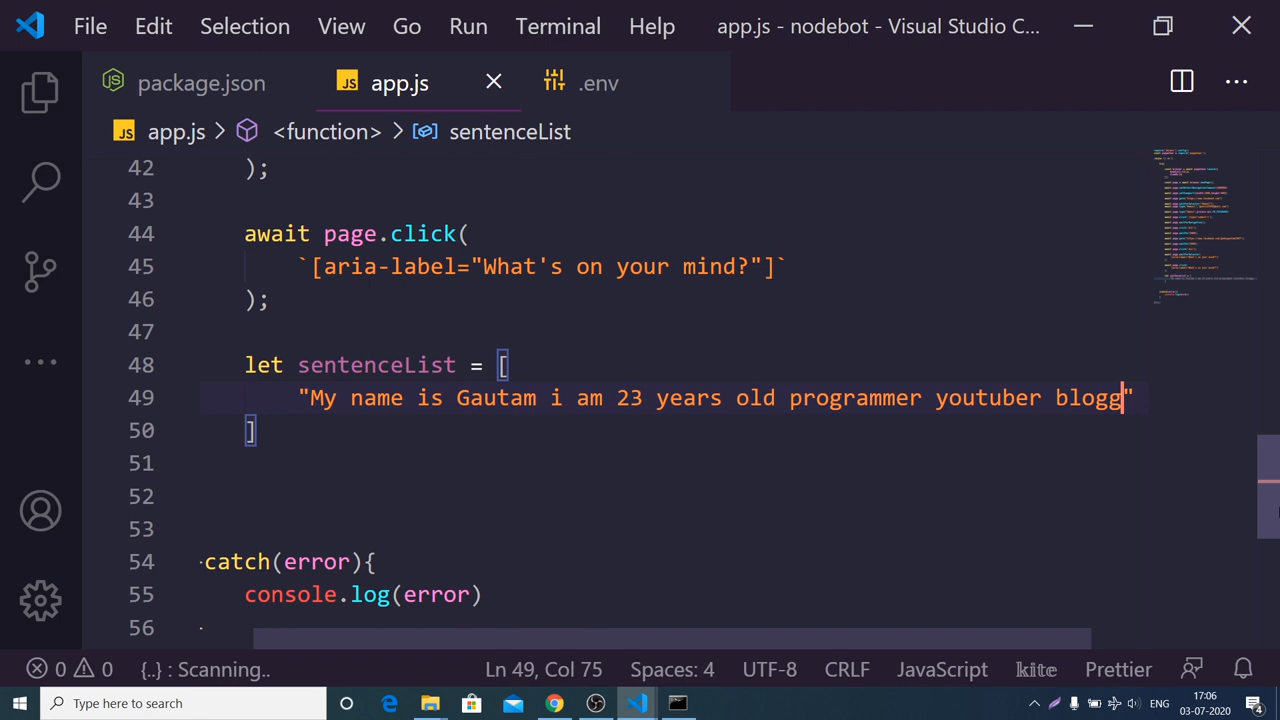 File Edit Selection View Go Run Terminal Help app.js - nodebot - Visual Studio C...
JS package.json JS app.js .env
JS app.js > <function> > sentenceList
42 );
43
44 await page.click(
45 `[aria-label="What's on your mind?"]`
46 );
47
48 let sentenceList = [
49 "My name is Gautam i am 23 years old programmer youtuber blogg"
50 ]
51
52
53
54 catch(error){
55 console.log(error)
56
0 0 {..} : Scanning.. Ln 49, Col 75 Spaces: 4 UTF-8 CRLF JavaScript kite Prettier
Type here to search ENG 17:06
03-07-2020 4